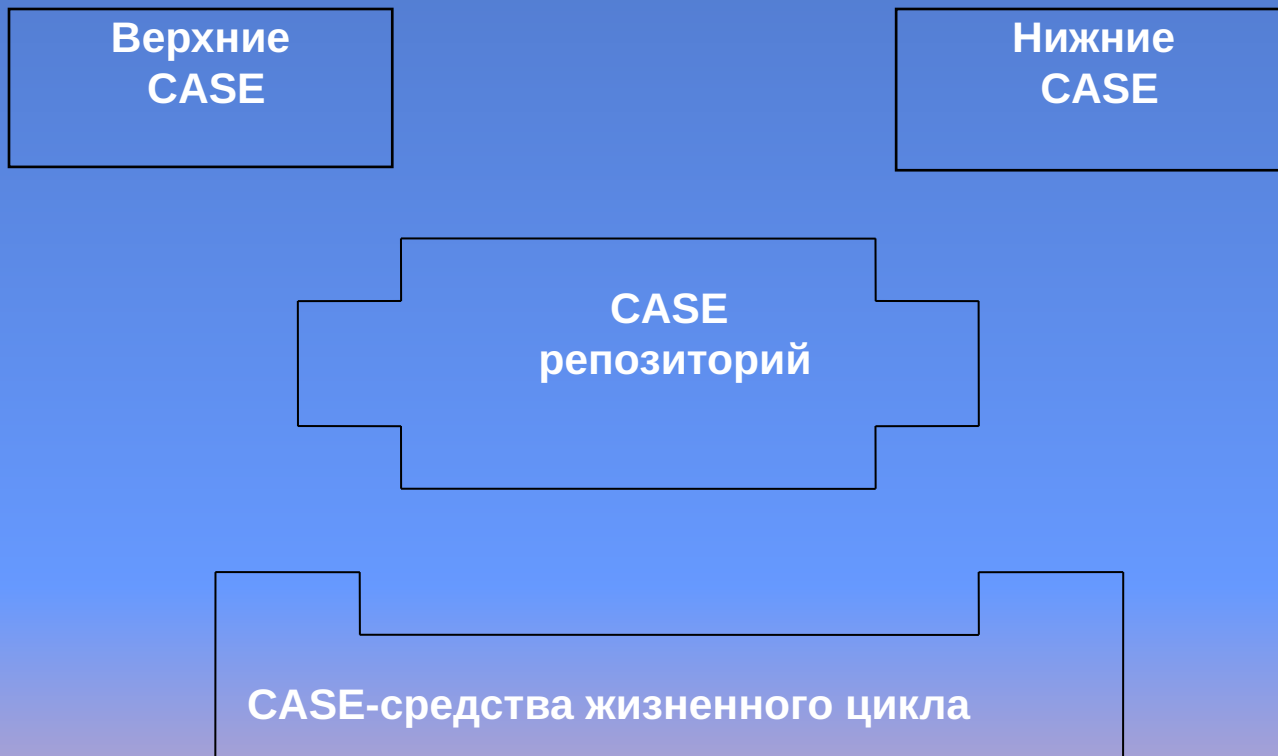 Верхние
CASE
Нижние
CASE
CASE
репозиторий
CASE-средства жизненного цикла